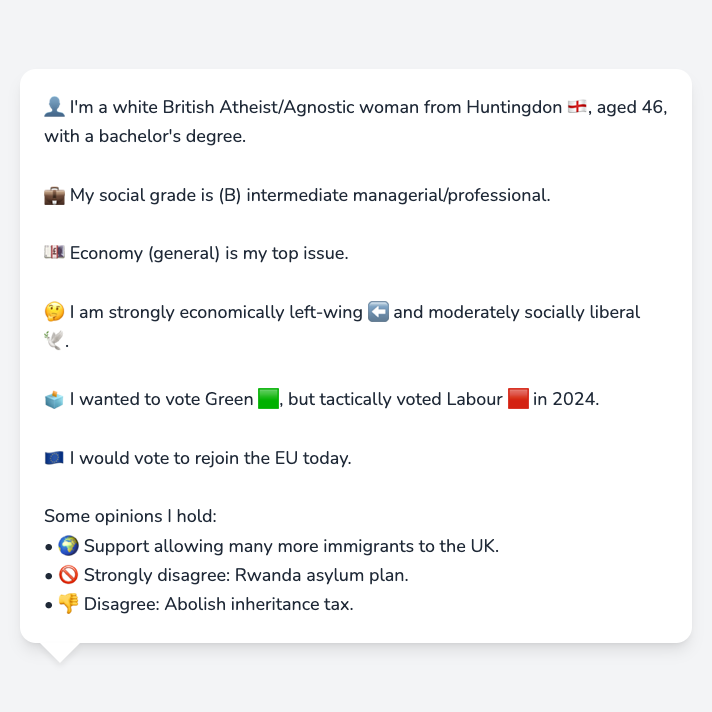 👤 I'm a white British Atheist/Agnostic woman from Huntingdon 🏴󠁧󠁢󠁥󠁮󠁧󠁿, aged 46,
with a bachelor's degree.
💼 My social grade is (B) intermediate managerial/professional.
💷 Economy (general) is my top issue.
🤔 I am strongly economically left-wing ⬅️ and moderately socially liberal
🕊️.
🗳️ I wanted to vote Green 🟩, but tactically voted Labour 🟥 in 2024.
🇪🇺 I would vote to rejoin the EU today.
Some opinions I hold:
• 🌍 Support allowing many more immigrants to the UK.
• 🚫 Strongly disagree: Rwanda asylum plan.
• 👎 Disagree: Abolish inheritance tax.